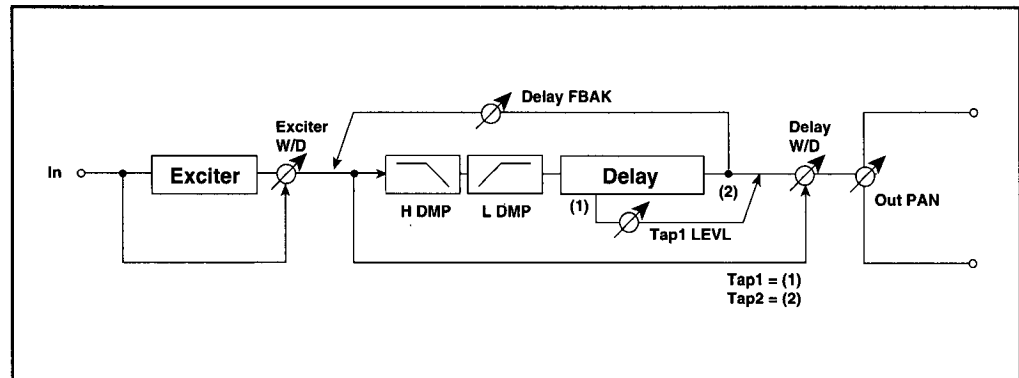 Delay FBAK
Exciter
W/D
Delay
W/D
In
Exciter
Delay
(1)
(2)
Out PAN
H DMP
L DMP
Tap1 LEVL
Tap1 = (1)
Tap2 = (2)